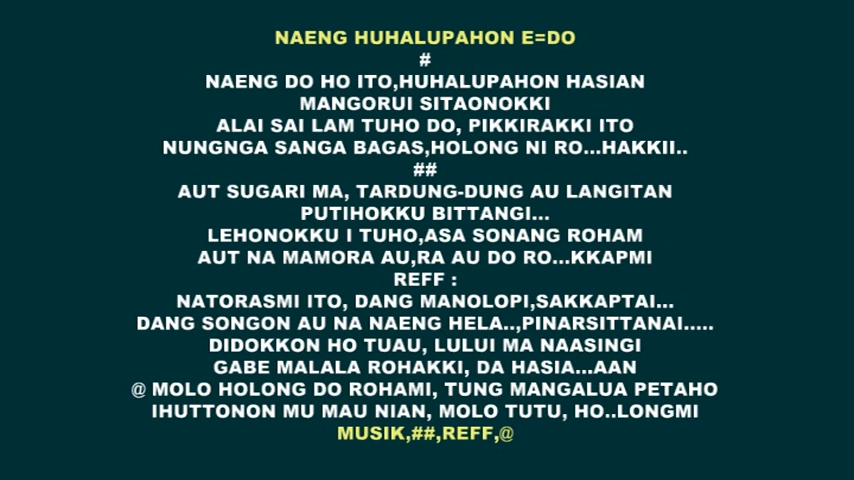 NAENG HUHALUPAHON E=DO
#
NAENG DO HO ITO,HUHALUPAHON HASIAN
MANGORUI SITAONOKKI
ALAI SAI LAM TUHO DO, PIKKIRAKKI ITO
NUNGNGA SANGA BAGAS,HOLONG NI RO...HAKKII..
##
AUT SUGARI MA, TARDUNG-DUNG AU LANGITAN
PUTIHOKKU BITTANGI...
LEHONOKKU I TUHO,ASA SONANG ROHAM
AUT NA MAMORA AU,RA AU DO RO...KKAPMI
REFF :
NATORASMI ITO, DANG MANOLOPI,SAKKAPTAI...
DANG SONGON AU NA NAENG HELA..,PINARSITTANAI.....
DIDOKKON HO TUAU, LULUI MA NAASINGI
GABE MALALA ROHAKKI, DA HASIA...AAN
@ MOLO HOLONG DO ROHAMI, TUNG MANGALUA PETAHO
IHUTTONON MU MAU NIAN, MOLO TUTU, HO..LONGMI
MUSIK,##,REFF,@